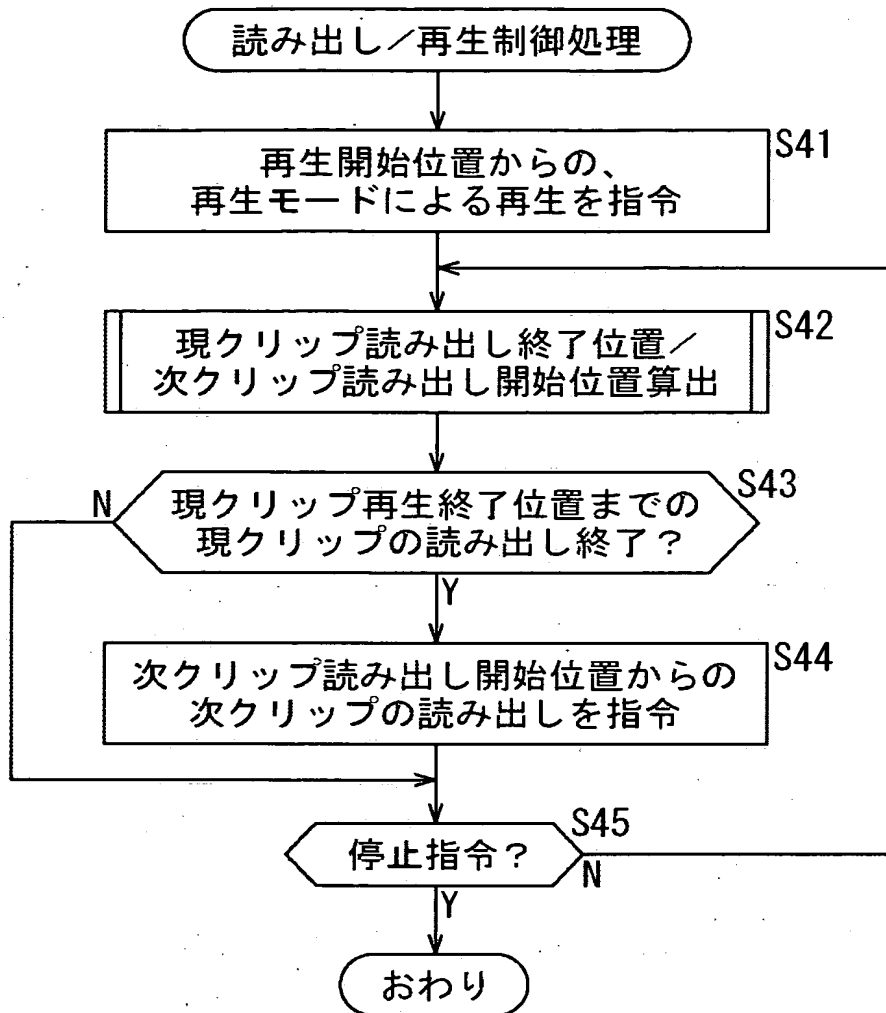 読み出し／再生制御処理
S41
再生開始位置からの、
再生モードによる再生を指令
S42
現クリップ読み出し終了位置／
次クリップ読み出し開始位置算出
S43
N
現クリップ再生終了位置までの
現クリップの読み出し終了？
Y
S44
次クリップ読み出し開始位置からの
次クリップの読み出しを指令
S45
停止指令？
N
Y
おわり